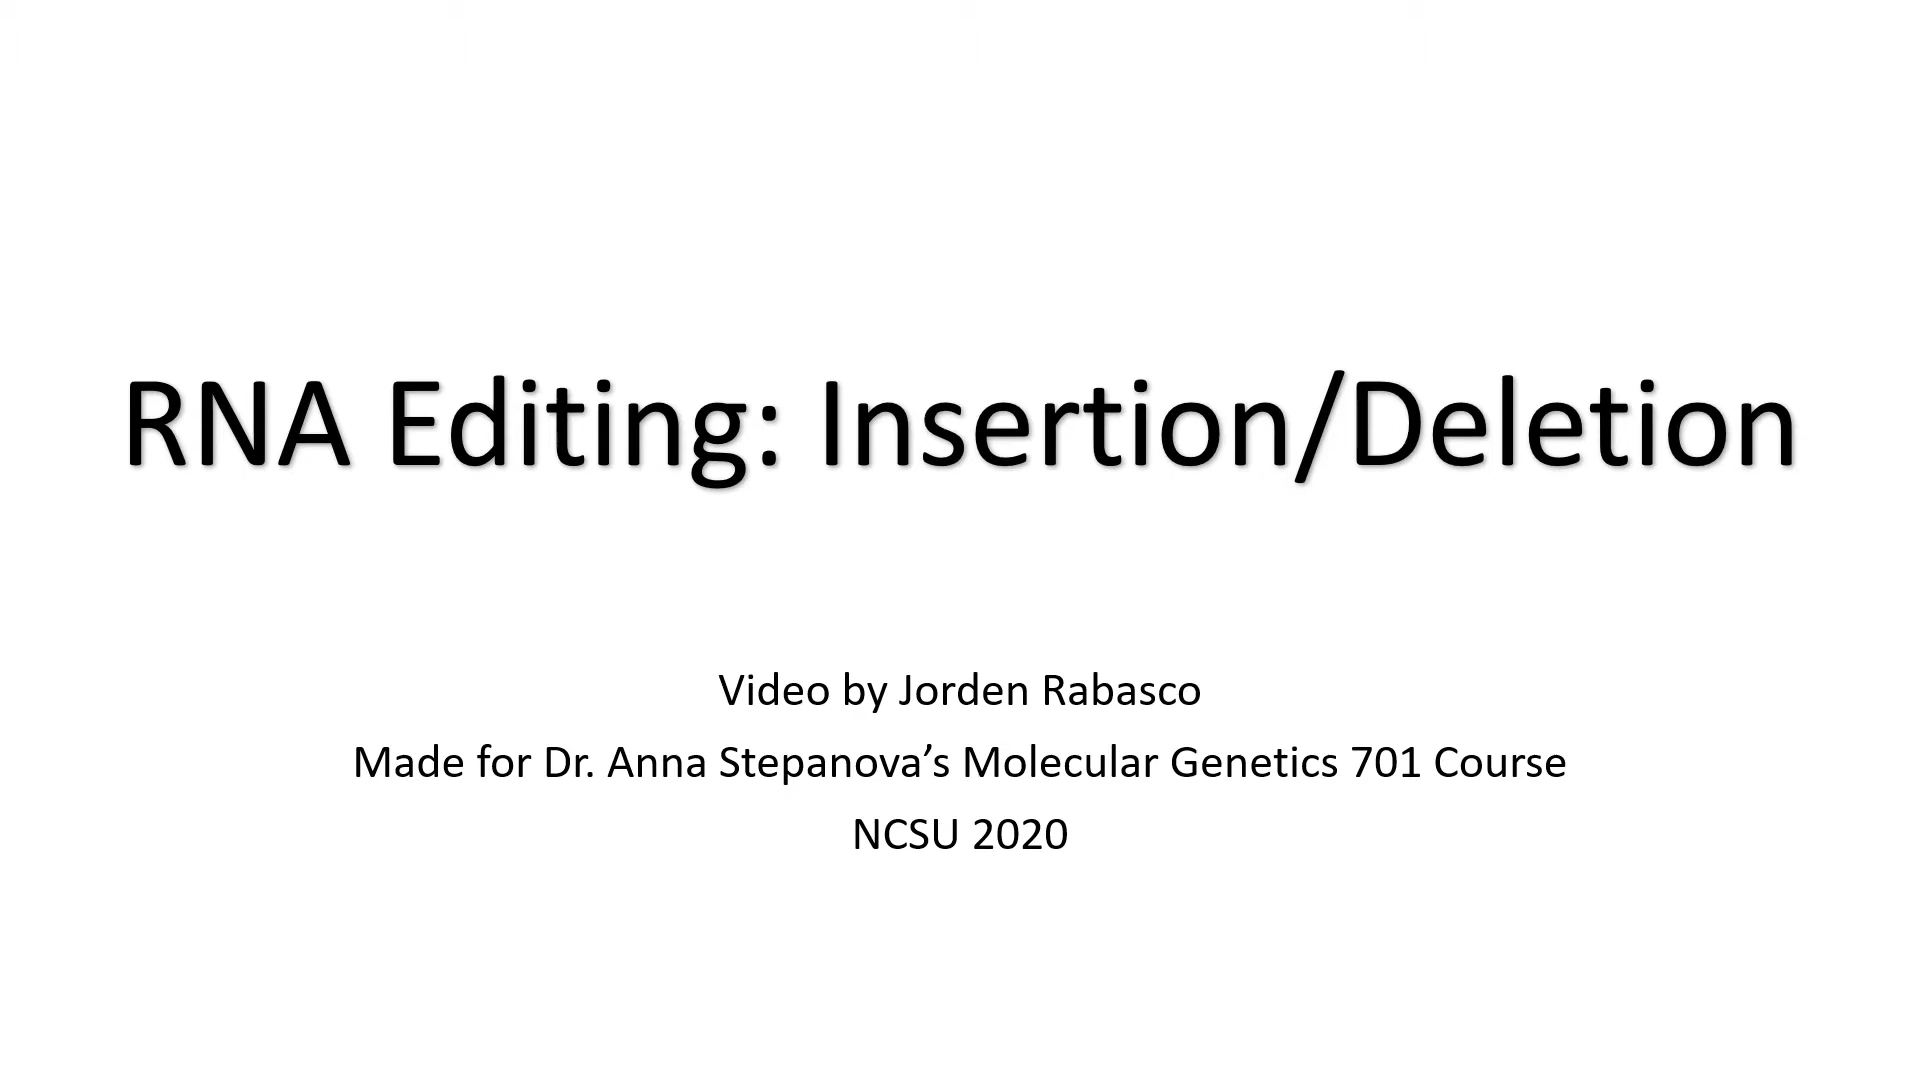 RNA Editing: Insertion/Deletion
Video by Jorden Rabasco
Made for Dr. Anna Stepanova’s Molecular Genetics 701 Course
NCSU 2020